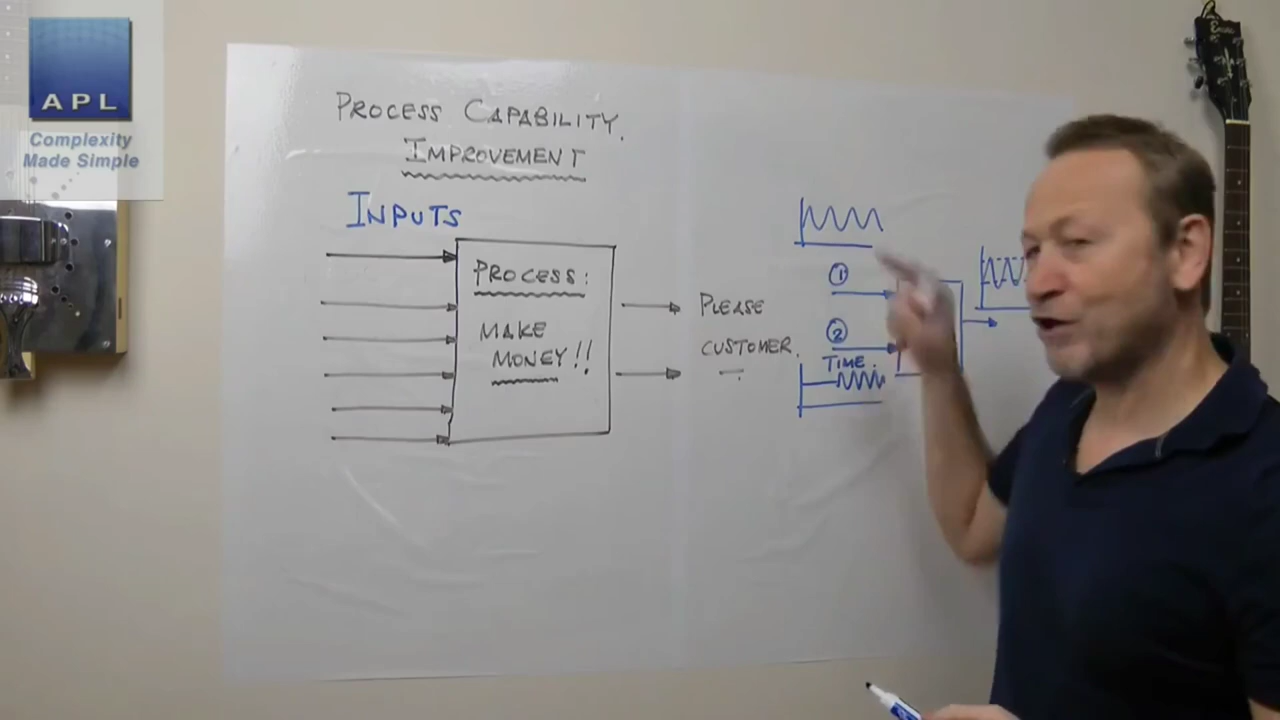 APL
Complexity
Made Simple
PROCESS CAPABILITY.
IMPROVEMENT
INPUTS
PROCESS:
MAKE
MONEY!!
PLEASE
CUSTOMER.
1
2
TIME.